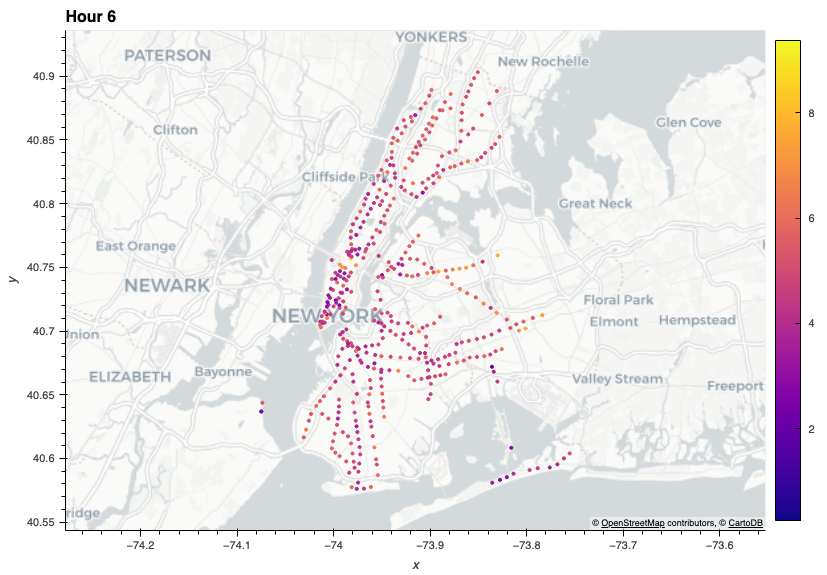 Hour 6
YONKERS
PATERSON
New Rochelle
40.9
Glen Cove
8
Clifton
40.85
Cliffside Park
40.8
Great Neck
6
East Orange
y
40.75
NEWARK
Floral Park
NEW YORK
Elmont
Hempstead
Union
40.7
4
ELIZABETH
Bayonne
Valley Stream
Freeport
40.65
2
40.6
ridge
© OpenStreetMap contributors, © CartoDB
40.55
−74.2
−74.1
−74
−73.9
−73.8
−73.7
−73.6
x